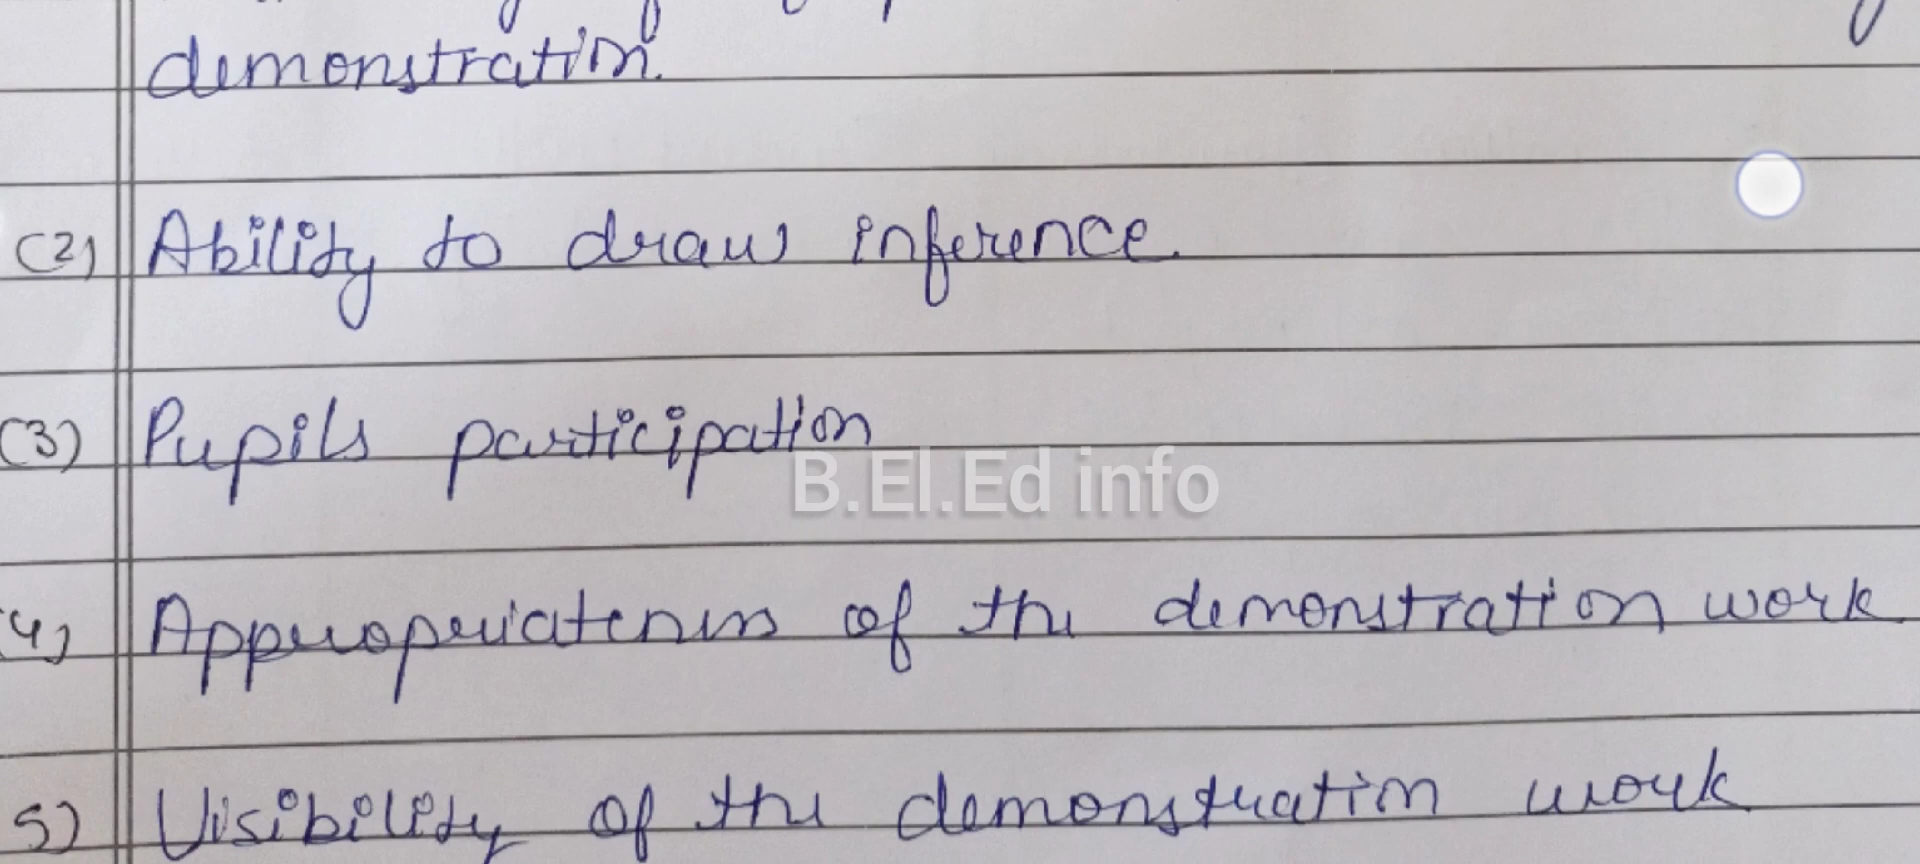 demonstration.
(2) Ability to draw inference.
(3) Pupils participation
B.El.Ed info
(4) Appropriateness of the demonstration work
5) Visibility of the demonstration work